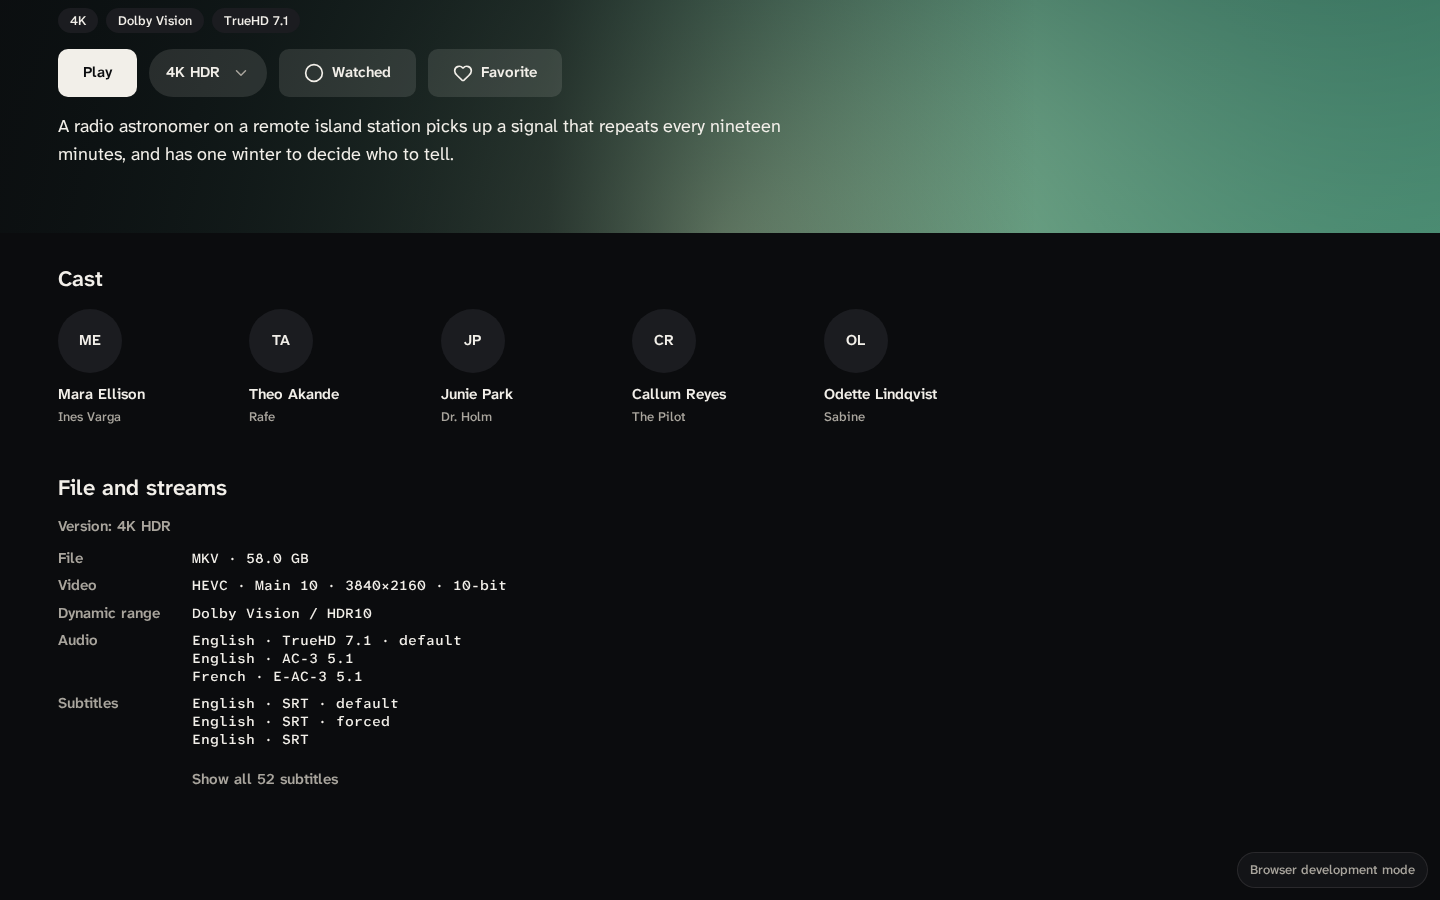 4K Dolby Vision TrueHD 7.1
Play 4K HDR Watched Favorite
A radio astronomer on a remote island station picks up a signal that repeats every nineteen
minutes, and has one winter to decide who to tell.
Cast
ME TA JP CR OL
Mara Ellison Theo Akande Junie Park Callum Reyes Odette Lindqvist
Ines Varga Rafe Dr. Holm The Pilot Sabine
File and streams
Version: 4K HDR
File MKV · 58.0 GB
Video HEVC · Main 10 · 3840×2160 · 10-bit
Dynamic range Dolby Vision / HDR10
Audio English · TrueHD 7.1 · default
English · AC-3 5.1
French · E-AC-3 5.1
Subtitles English · SRT · default
English · SRT · forced
English · SRT
Show all 52 subtitles
Browser development mode